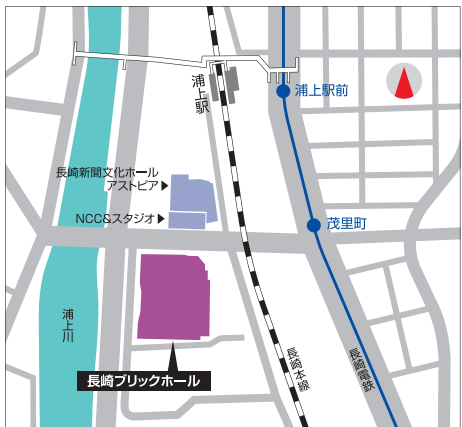 浦上駅
浦上駅前
長崎新聞文化ホール
アストピア
NCC&スタジオ
茂里町
浦上川
長崎本線
長崎電鉄
長崎ブリックホール